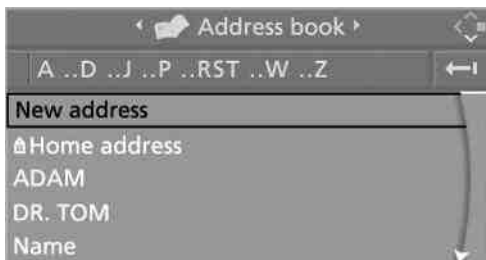 Address book
A ..D ..J ..P ..RST ..W ..Z
New address
Home address
ADAM
DR. TOM
Name